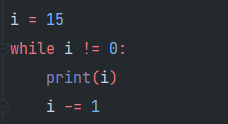 i = 15
while i != 0:
    print(i)
    i -= 1